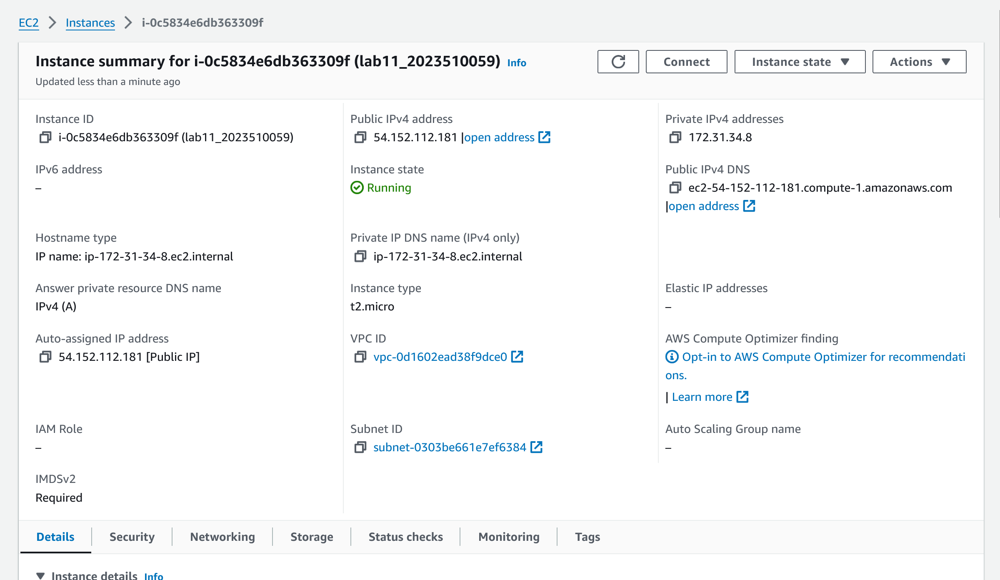 EC2 > Instances > i-0c5834e6db363309f
Instance summary for i-0c5834e6db363309f (lab11_2023510059) Info
Updated less than a minute ago
Connect
Instance state
Actions
Instance ID
i-0c5834e6db363309f (lab11_2023510059)
Public IPv4 address
54.152.112.181 |open address
Private IPv4 addresses
172.31.34.8
IPv6 address
–
Instance state
Running
Public IPv4 DNS
ec2-54-152-112-181.compute-1.amazonaws.com
|open address
Hostname type
IP name: ip-172-31-34-8.ec2.internal
Private IP DNS name (IPv4 only)
ip-172-31-34-8.ec2.internal
Answer private resource DNS name
IPv4 (A)
Instance type
t2.micro
Elastic IP addresses
–
Auto-assigned IP address
54.152.112.181 [Public IP]
VPC ID
vpc-0d1602ead38f9dce0
AWS Compute Optimizer finding
Opt-in to AWS Compute Optimizer for recommendati
ons.
| Learn more
IAM Role
–
Subnet ID
subnet-0303be661e7ef6384
Auto Scaling Group name
–
IMDSv2
Required
Details
Security
Networking
Storage
Status checks
Monitoring
Tags
Instance details Info